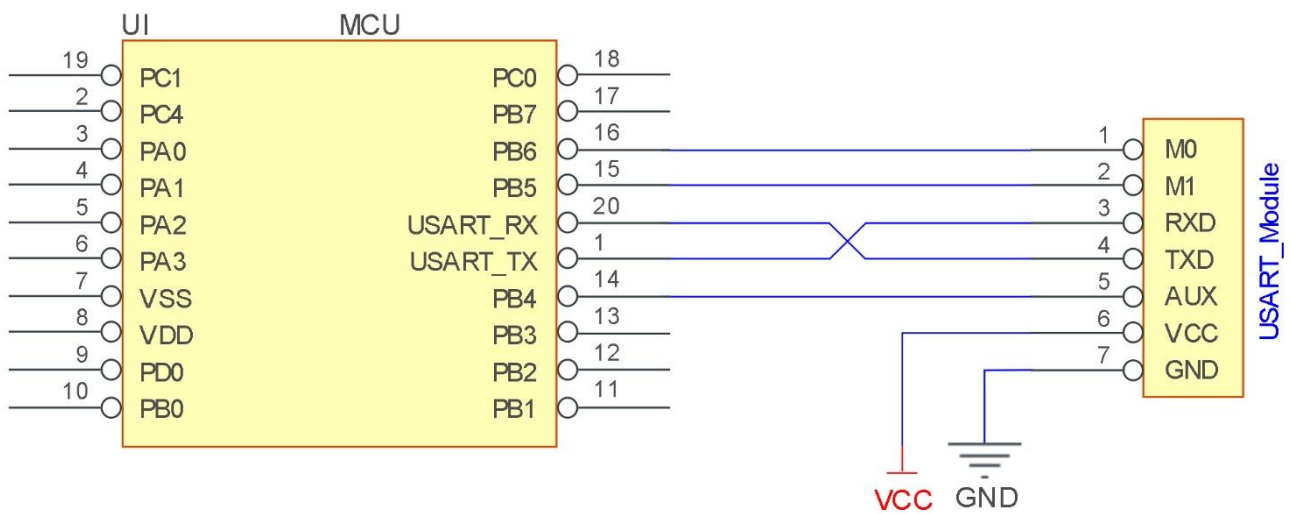 UI MCU
19 PC1 PC0 18
2 PC4 PB7 17
3 PA0 PB6 16 1 M0
4 PA1 PB5 15 2 M1
5 PA2 USART_RX 20 3 RXD
6 PA3 USART_TX 1 4 TXD
7 VSS PB4 14 5 AUX
8 VDD PB3 13 6 VCC
9 PD0 PB2 12 7 GND
10 PB0 PB1 11
USART_Module
VCC GND